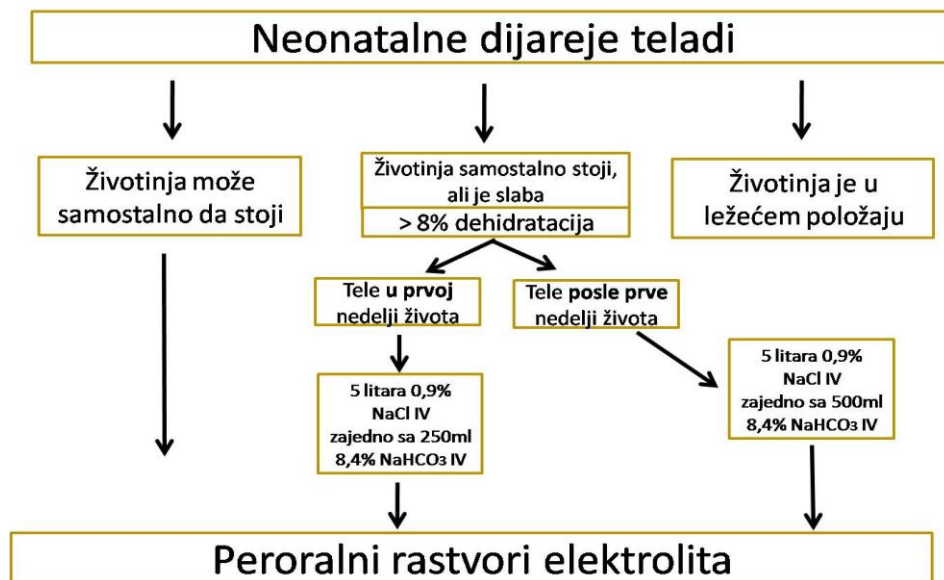 Neonatalne dijareje teladi
Životinja može
samostalno da stoji
Životinja samostalno stoji,
ali je slaba
> 8% dehidratacija
Životinja je u
ležećem položaju
Tele u prvoj
nedelji života
Tele posle prve
nedelji života
5 litara 0,9%
NaCl IV
zajedno sa 250ml
8,4% NaHCO₃ IV
5 litara 0,9%
NaCl IV
zajedno sa 500ml
8,4% NaHCO₃ IV
Peroralni rastvori elektrolita